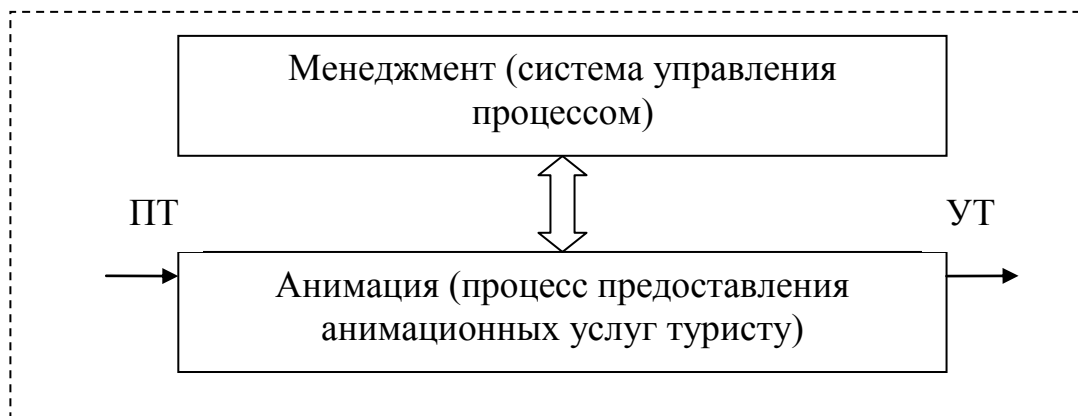 Менеджмент (система управления
процессом)
ПТ
УТ
Анимация (процесс предоставления
анимационных услуг туристу)